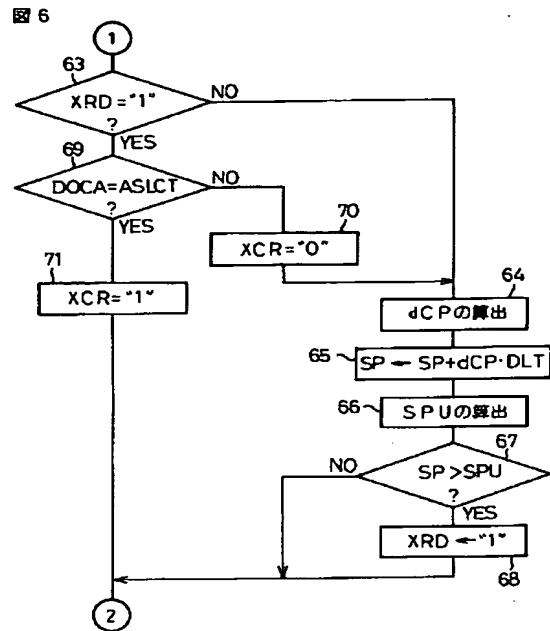 図 6
1
63
XRD="1"
?
NO
YES
69
DOCA=ASLCT
?
NO
YES
70
XCR="0"
71
XCR="1"
64
dCPの算出
65
SP ← SP+dCP·DLT
66
SPUの算出
67
NO
SP>SPU
?
YES
XRD←"1"
68
2